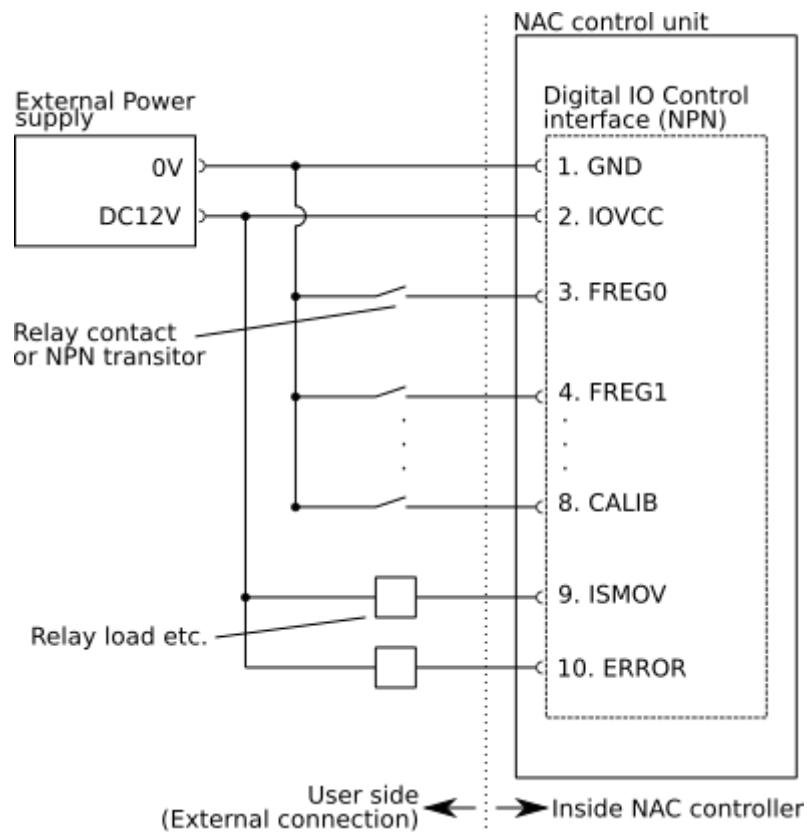 NAC control unit
External Power
supply
Digital IO Control
interface (NPN)
0V
1. GND
DC12V
2. IOVCC
3. FREG0
Relay contact
or NPN transitor
4. FREG1
8. CALIB
9. ISMOV
Relay load etc.
10. ERROR
User side
(External connection)
Inside NAC controller